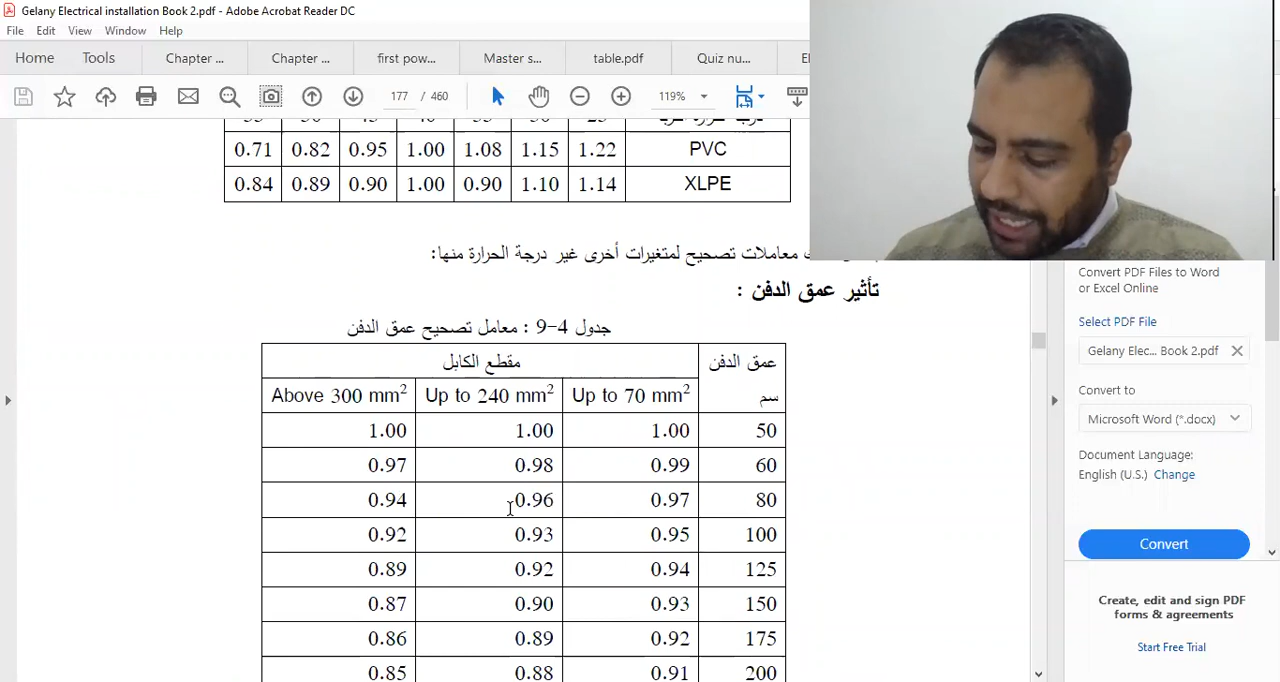 Gelany Electrical installation Book 2.pdf - Adobe Acrobat Reader DC
File Edit View Window Help
Home Tools Chapter ... Chapter ... first pow... Master s... table.pdf Quiz nu...
177 / 460 119%
0.71 0.82 0.95 1.00 1.08 1.15 1.22 PVC
0.84 0.89 0.90 1.00 0.90 1.10 1.14 XLPE
معاملات تصحيح لمتغيرات أخرى غير درجة الحرارة منها:
تأثير عمق الدفن :
جدول 4-9 : معامل تصحيح عمق الدفن
عمق الدفن مقطع الكابل
سم
Above 300 mm² Up to 240 mm² Up to 70 mm²
1.00 1.00 1.00 50
0.97 0.98 0.99 60
0.94 0.96 0.97 80
0.92 0.93 0.95 100
0.89 0.92 0.94 125
0.87 0.90 0.93 150
0.86 0.89 0.92 175
0.85 0.88 0.91 200
Convert PDF Files to Word
or Excel Online
Select PDF File
Gelany Elec... Book 2.pdf
Convert to
Microsoft Word (*.docx)
Document Language:
English (U.S.) Change
Convert
Create, edit and sign PDF
forms & agreements
Start Free Trial